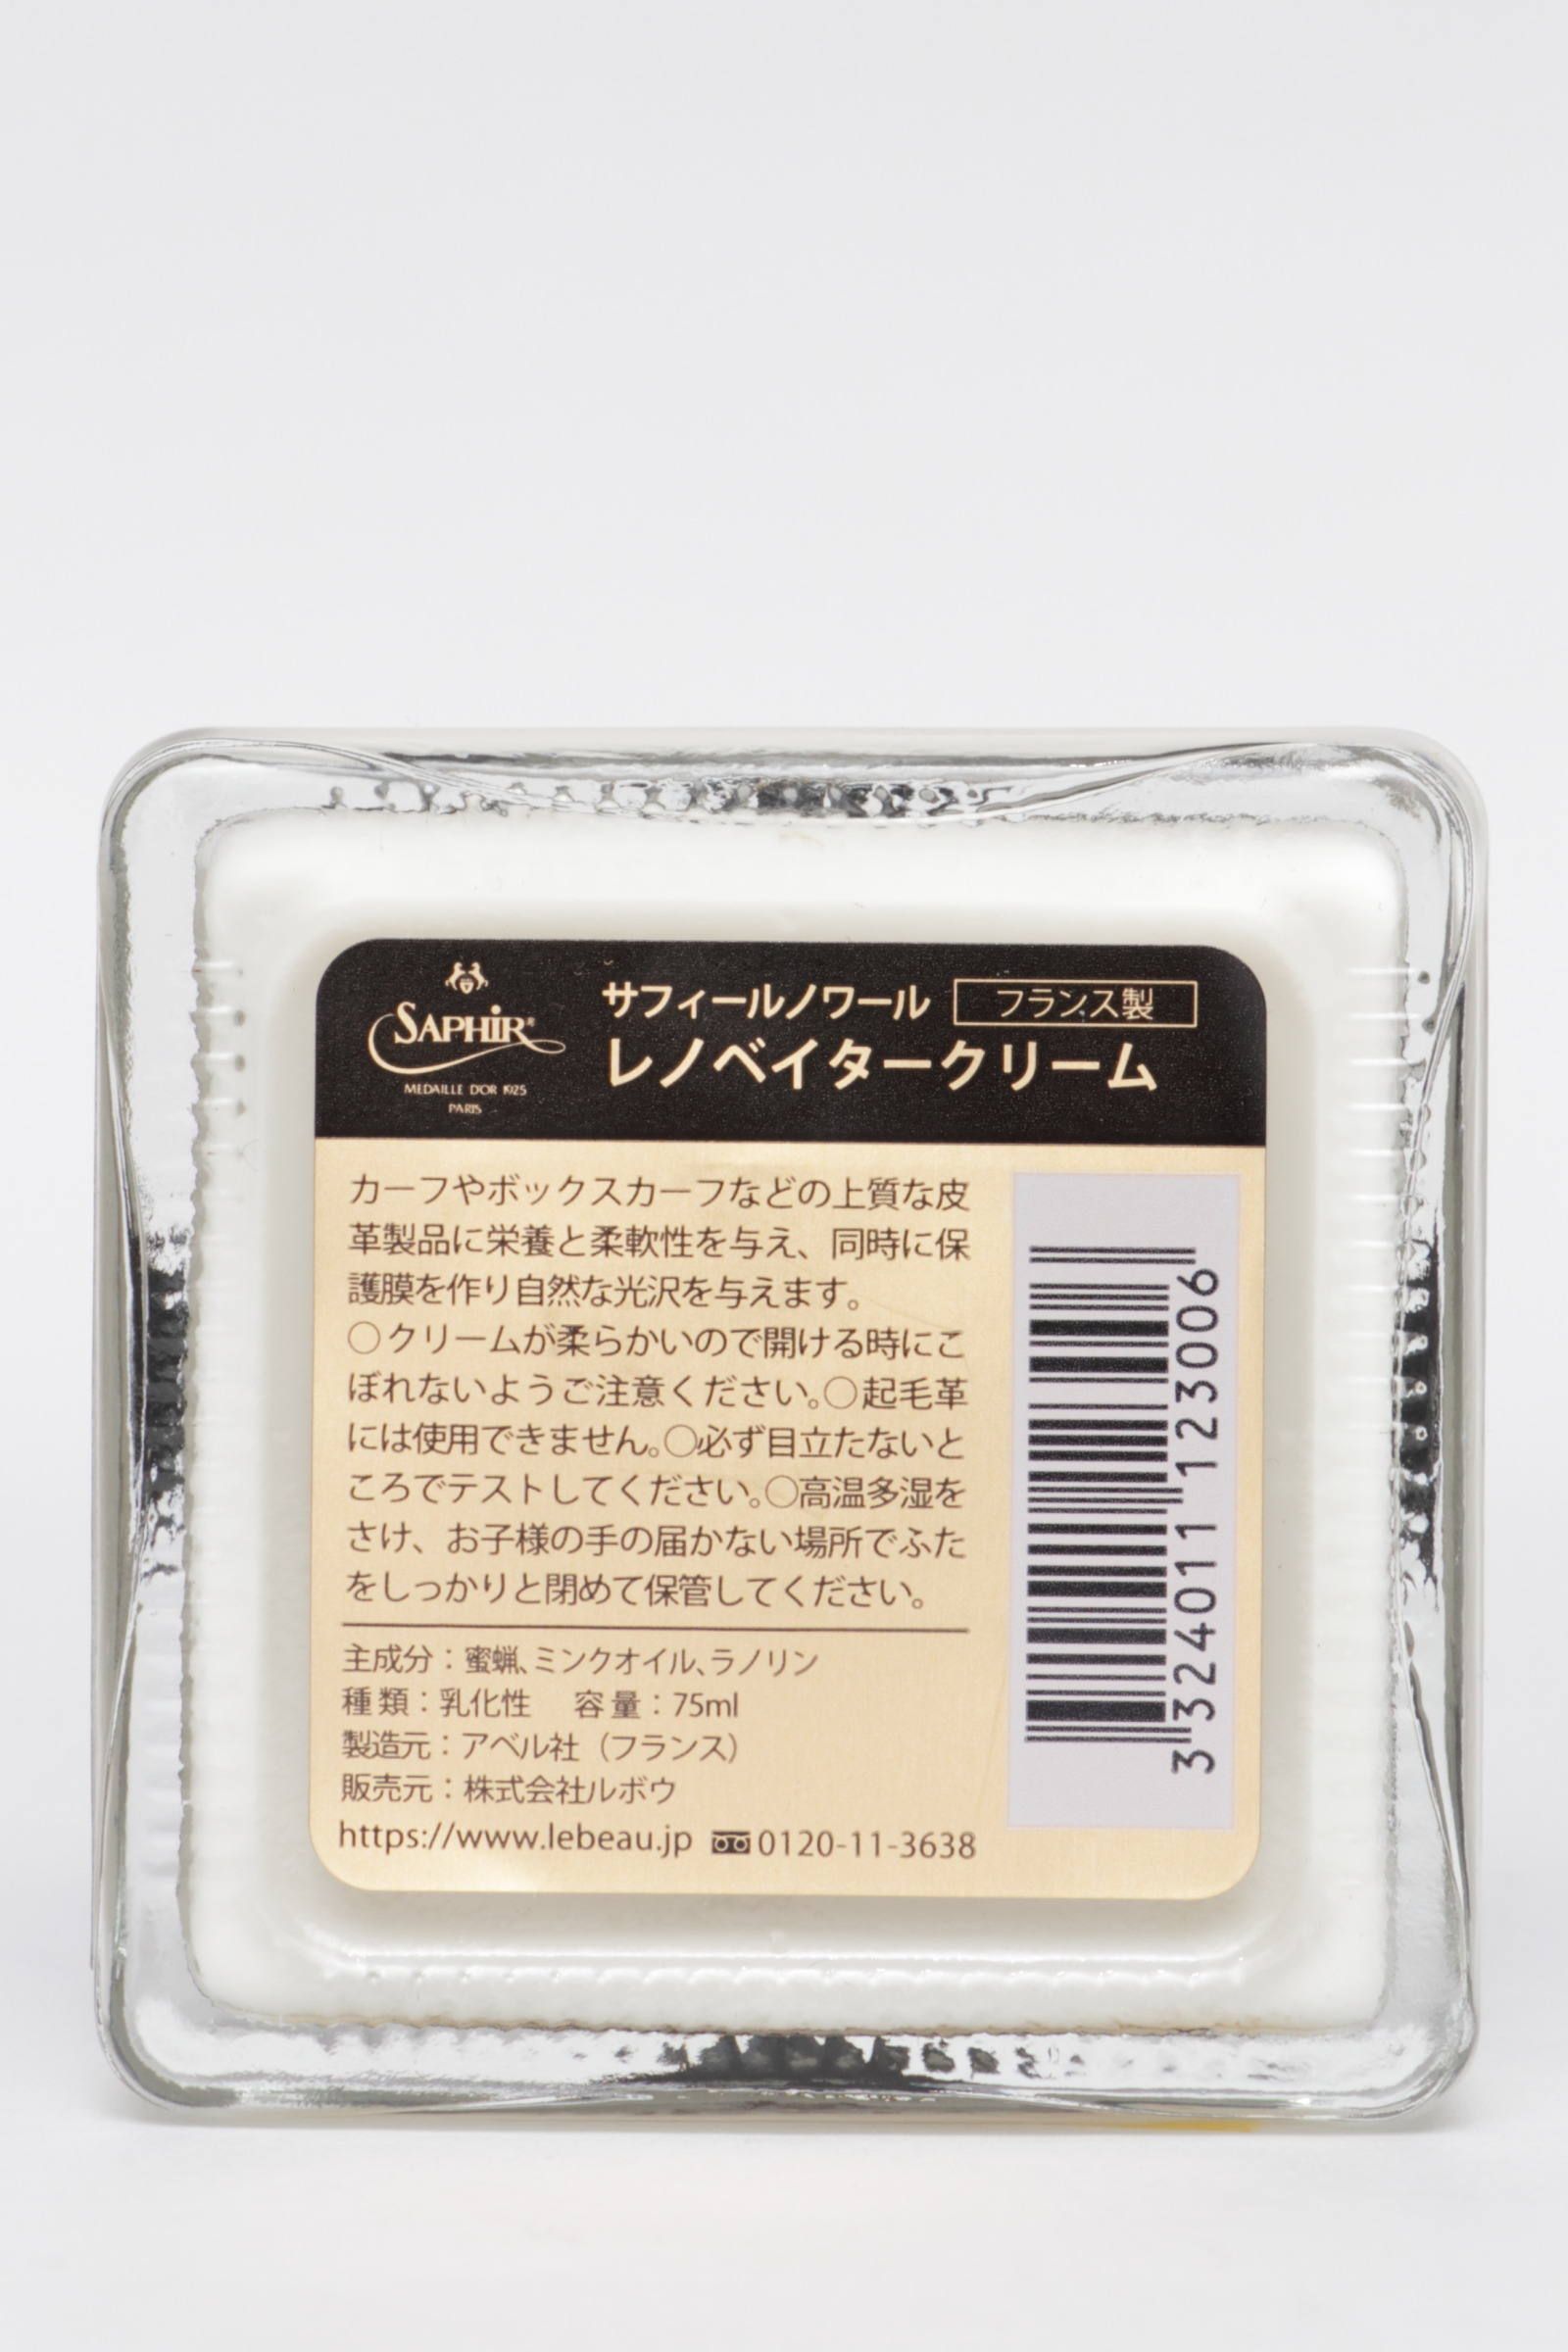 SAPHIR®
MEDAILLE D'OR 1925
PARIS
サフィールノワール フランス製
レノベイタークリーム
カーフやボックスカーフなどの上質な皮
革製品に栄養と柔軟性を与え、同時に保
護膜を作り自然な光沢を与えます。
○クリームが柔らかいので開ける時にこ
ぼれないようご注意ください。○起毛革
には使用できません。○必ず目立たないと
ころでテストしてください。○高温多湿を
さけ、お子様の手の届かない場所でふた
をしっかりと閉めて保管してください。
主成分：蜜蝋、ミンクオイル、ラノリン
種類：乳化性 容量：75ml
製造元：アベル社（フランス）
販売元：株式会社ルボウ
https://www.lebeau.jp 0120-11-3638
3 324011 123006